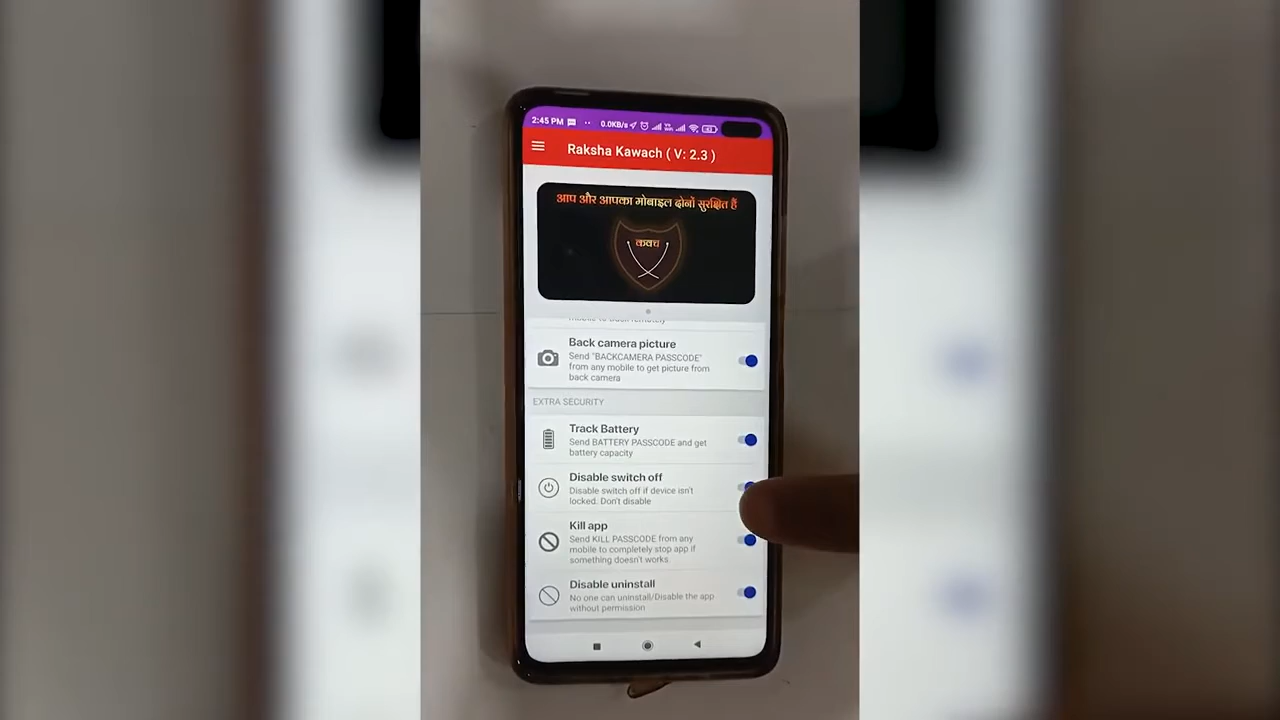 2:45 PM
0.0KB/s
Raksha Kawach ( V: 2.3 )
आप और आपका मोबाइल दोनों सुरक्षित हैं
कवच
Back camera picture
Send "BACKCAMERA PASSCODE"
from any mobile to get picture from
back camera
EXTRA SECURITY
Track Battery
Send BATTERY PASSCODE and get
battery capacity
Disable switch off
Disable switch off if device isn't
locked. Don't disable
Kill app
Send KILL PASSCODE from any
mobile to completely stop app if
something doesn't works.
Disable uninstall
No one can uninstall/Disable the app
without permission